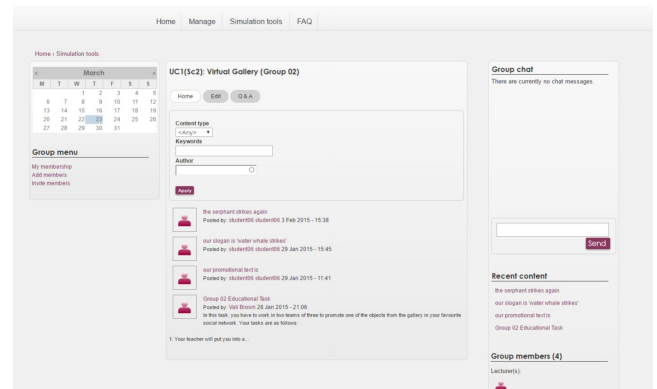 Home Manage Simulation tools FAQ
Home › Simulation tools
« March »
M T W T F S S
1 2 3 4 5
6 7 8 9 10 11 12
13 14 15 16 17 18 19
20 21 22 23 24 25 26
27 28 29 30 31
Group menu
My membership
Add members
Invite members
UC1(Sc2): Virtual Gallery (Group 02)
Home Edit Q & A
Content type
<Any>
Keywords
Author
Apply
the serphant strikes again
Posted by: student06 student06 3 Feb 2015 - 15:38
our slogan is 'water whale strikes'
Posted by: student06 student06 29 Jan 2015 - 15:45
our promotional text is
Posted by: student06 student06 29 Jan 2015 - 11:41
Group 02 Educational Task
Posted by: Vali Brown 28 Jan 2015 - 21:06
In this task, you have to work in two teams of three to promote one of the objects from the gallery in your favourite
social network. Your tasks are as follows:
1. Your teacher will put you into a...
Group chat
There are currently no chat messages.
Send
Recent content
the serphant strikes again
our slogan is 'water whale strikes'
our promotional text is
Group 02 Educational Task
Group members (4)
Lecturer(s):